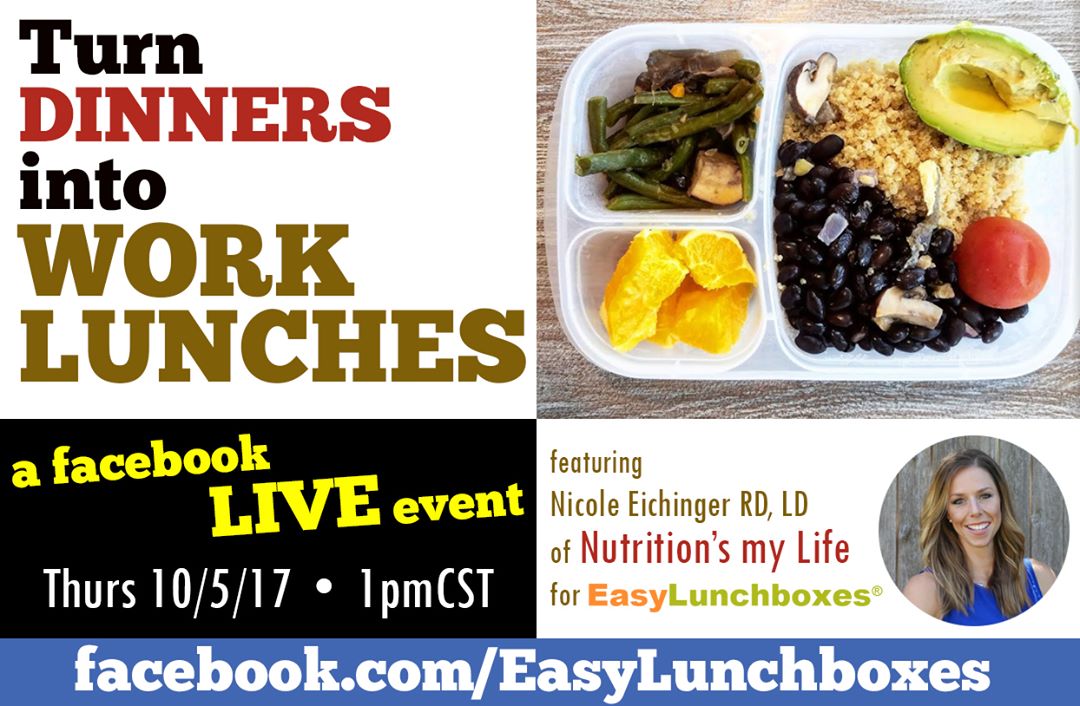 Turn
DINNERS
into
WORK
LUNCHES
a facebook
LIVE event
Thurs 10/5/17 • 1pmCST
featuring
Nicole Eichinger RD, LD
of Nutrition's my Life
for EasyLunchboxes®
facebook.com/EasyLunchboxes